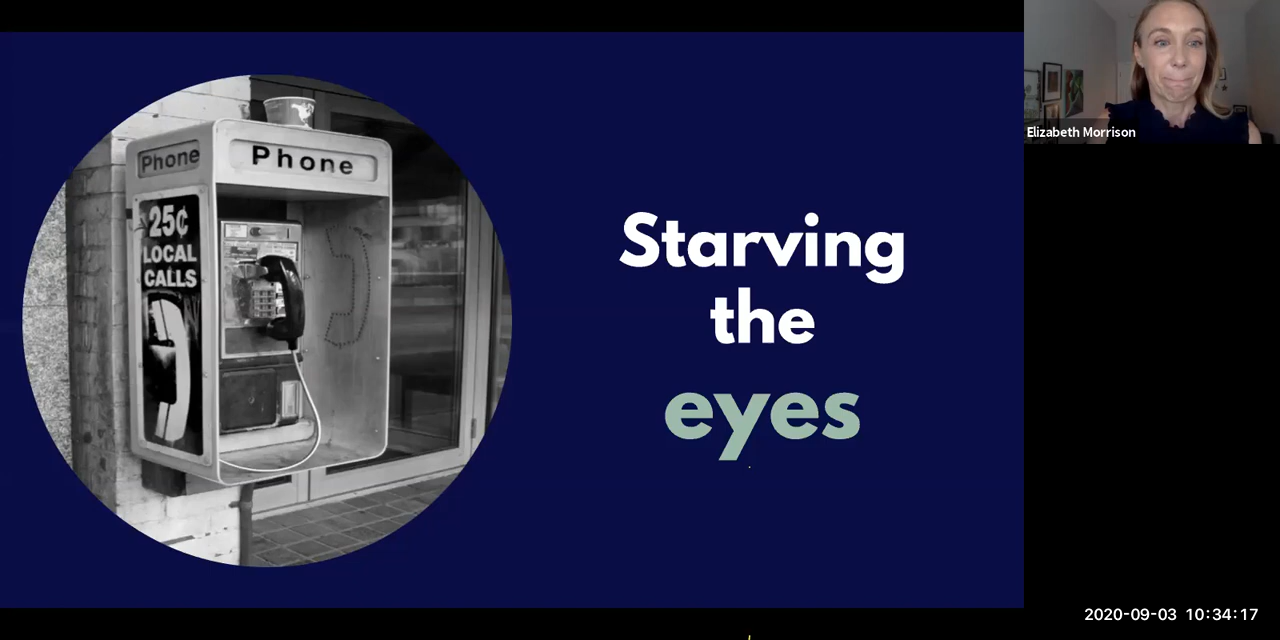 Phone
Phone
25¢
LOCAL
CALLS
Starving
the
eyes
Elizabeth Morrison
2020-09-03 10:34:17